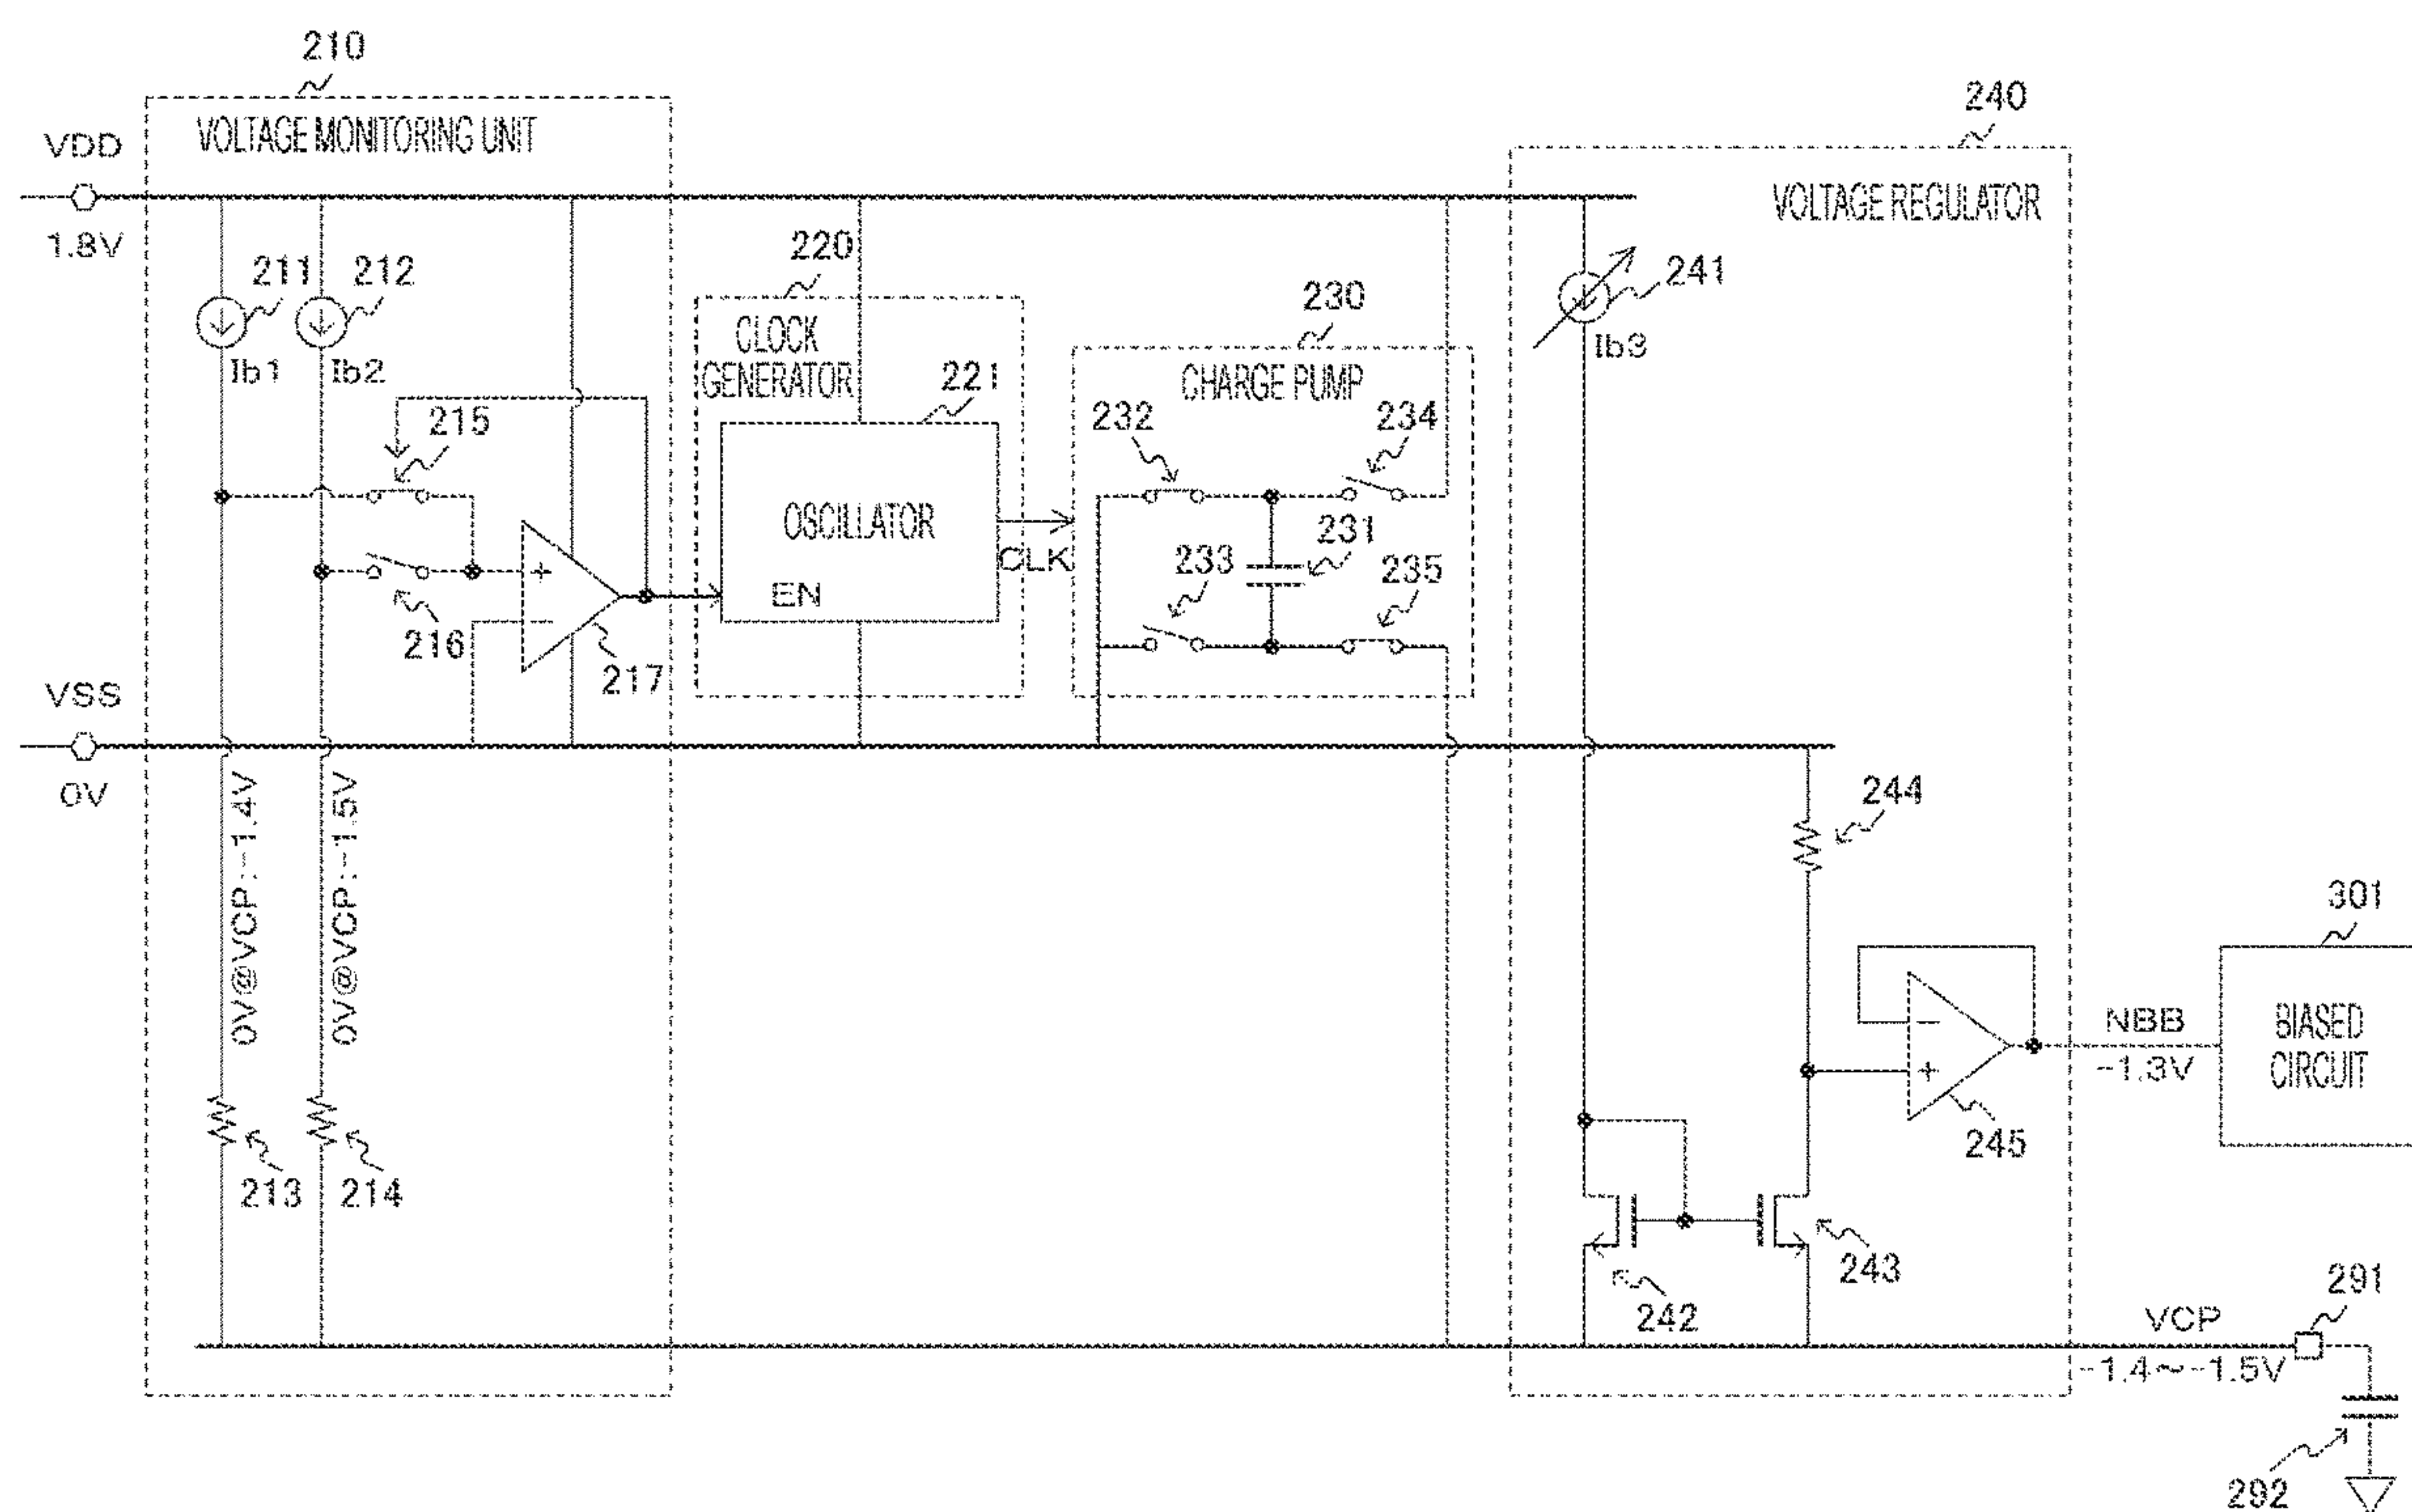 210
240
VOLTAGE MONITORING UNIT
VDD
VOLTAGE REGULATOR
1.8V
220
211
212
241
230
CLOCK
GENERATOR
Ib1
Ib2
Ib3
221
CHARGE PUMP
215
232
234
OSCILLATOR
231
CLK
233
235
EN
216
217
VSS
0V
0V@VCP:-1.4V
0V@VCP:-1.5V
244
301
NBB
-1.3V
BIASED
CIRCUIT
245
213
214
243
242
291
VCP
-1.4~-1.5V
292
+
−
−
+